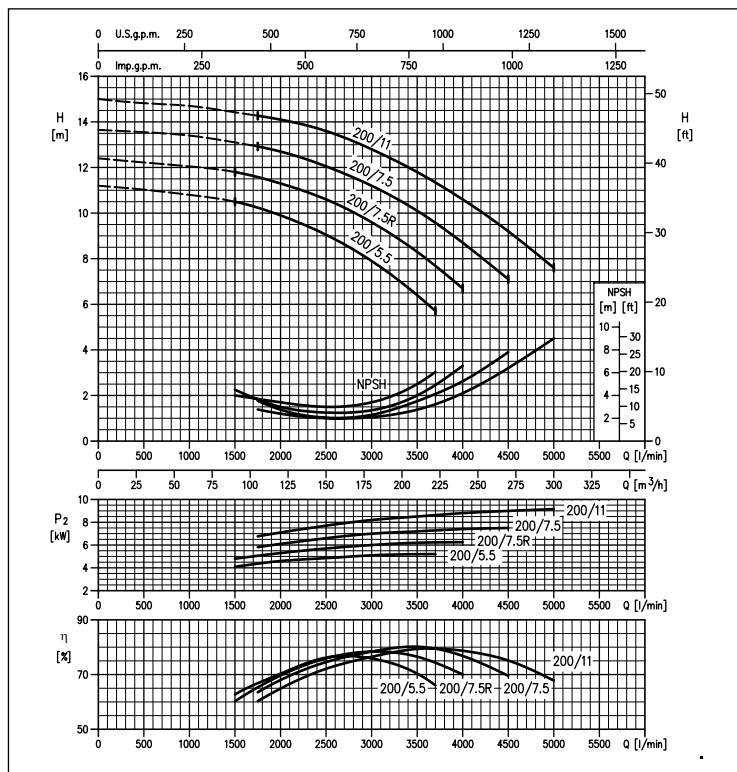 0 U.S.g.p.m. 250 500 750 1000 1250 1500
0 Imp.g.p.m. 250 500 750 1000 1250
H
[m]
16
14
12
10
8
6
4
2
0
H
[ft]
50
40
30
20
10
0
200/11
200/7.5
200/7.5R
200/5.5
NPSH
NPSH
[m] [ft]
10
8
6
4
2
30
25
20
15
10
5
0 500 1000 1500 2000 2500 3000 3500 4000 4500 5000 5500 Q [l/min]
0 25 50 75 100 125 150 175 200 225 250 275 300 325 Q [m³/h]
P2
[kW]
10
8
6
4
2
200/11
200/7.5
200/7.5R
200/5.5
0 500 1000 1500 2000 2500 3000 3500 4000 4500 5000 5500 Q [l/min]
η
[%]
90
70
50
200/11
200/5.5 200/7.5R 200/7.5
0 500 1000 1500 2000 2500 3000 3500 4000 4500 5000 5500 Q [l/min]